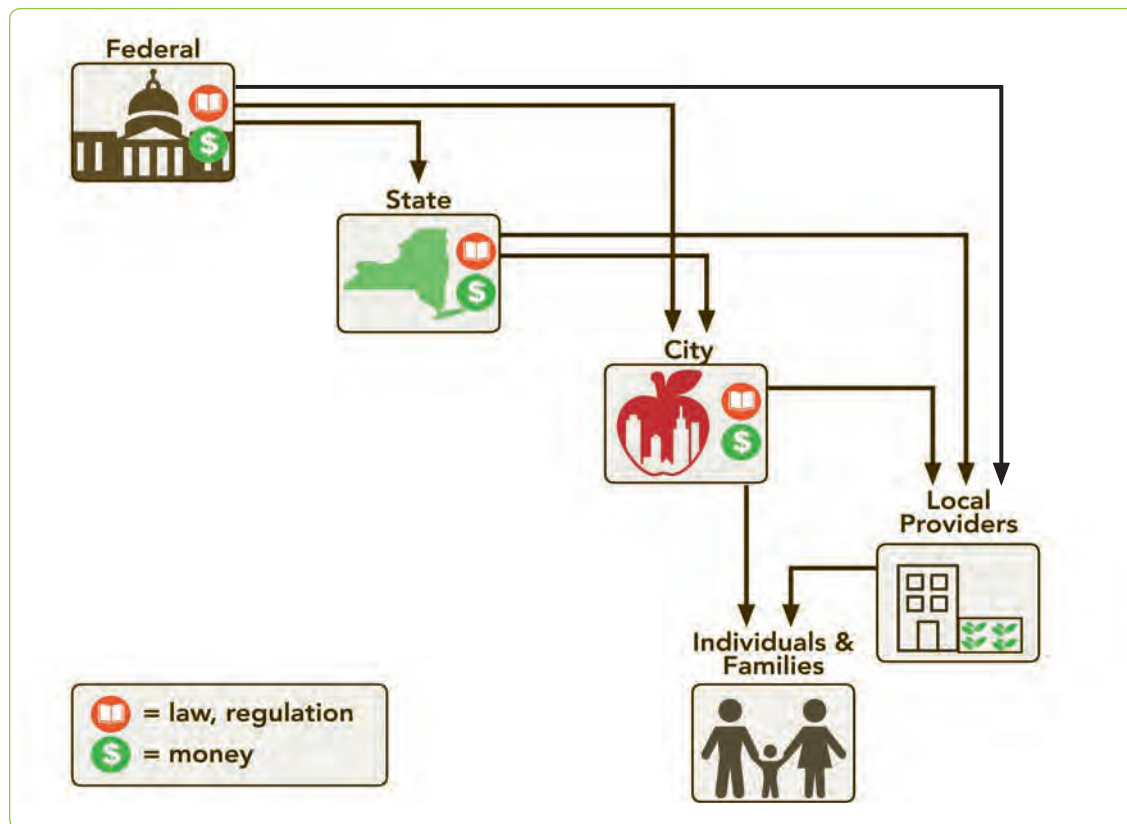 Federal
$
State
$
City
$
Local
Providers
Individuals &
Families
= law, regulation
$ = money